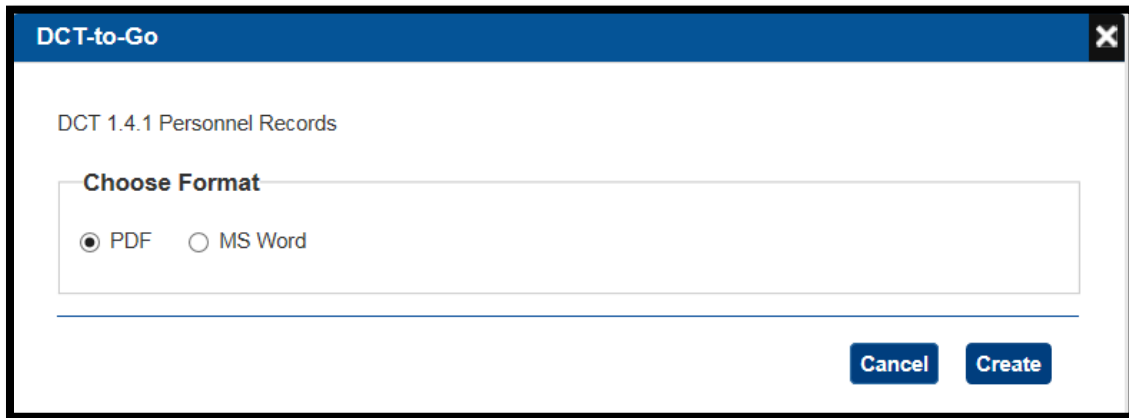 DCT-to-Go
DCT 1.4.1 Personnel Records
Choose Format
PDF MS Word
Cancel Create